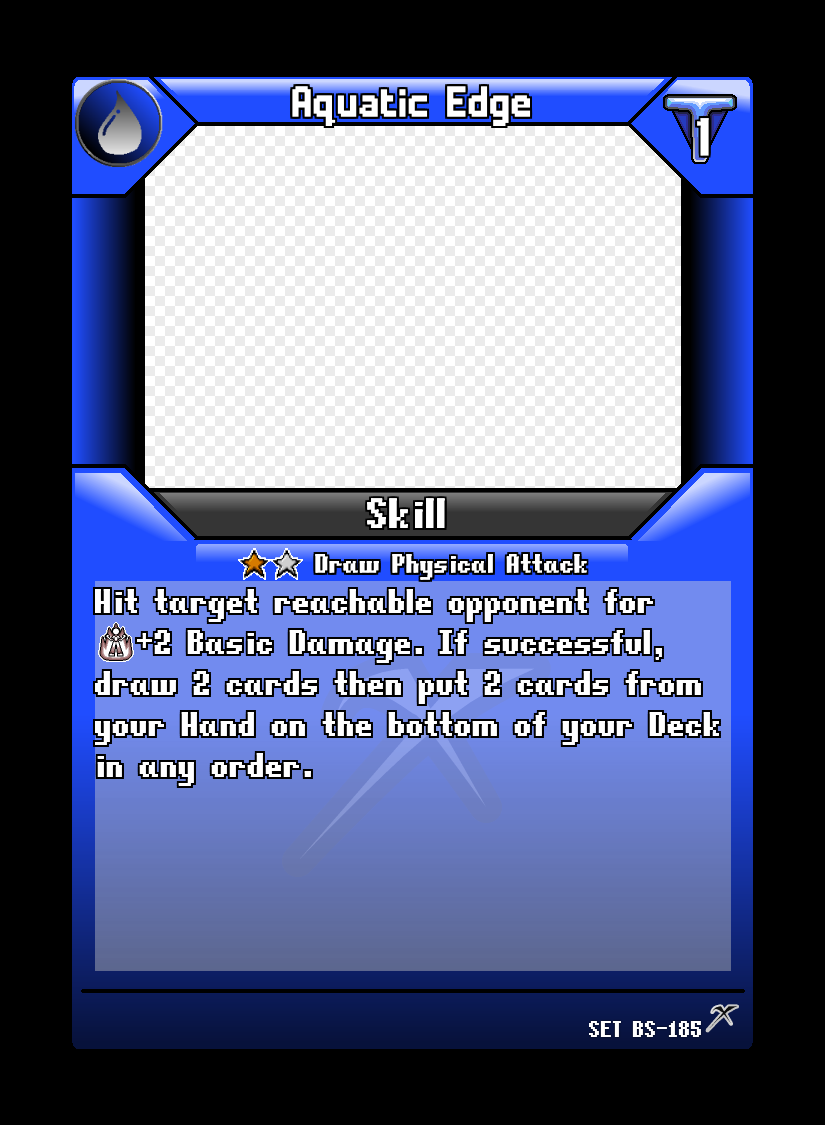 Aquatic Edge
1
Skill
Draw Physical Attack
Hit target reachable opponent for
+2 Basic Damage. If successful,
draw 2 cards then put 2 cards from
your Hand on the bottom of your Deck
in any order.
SET BS-185